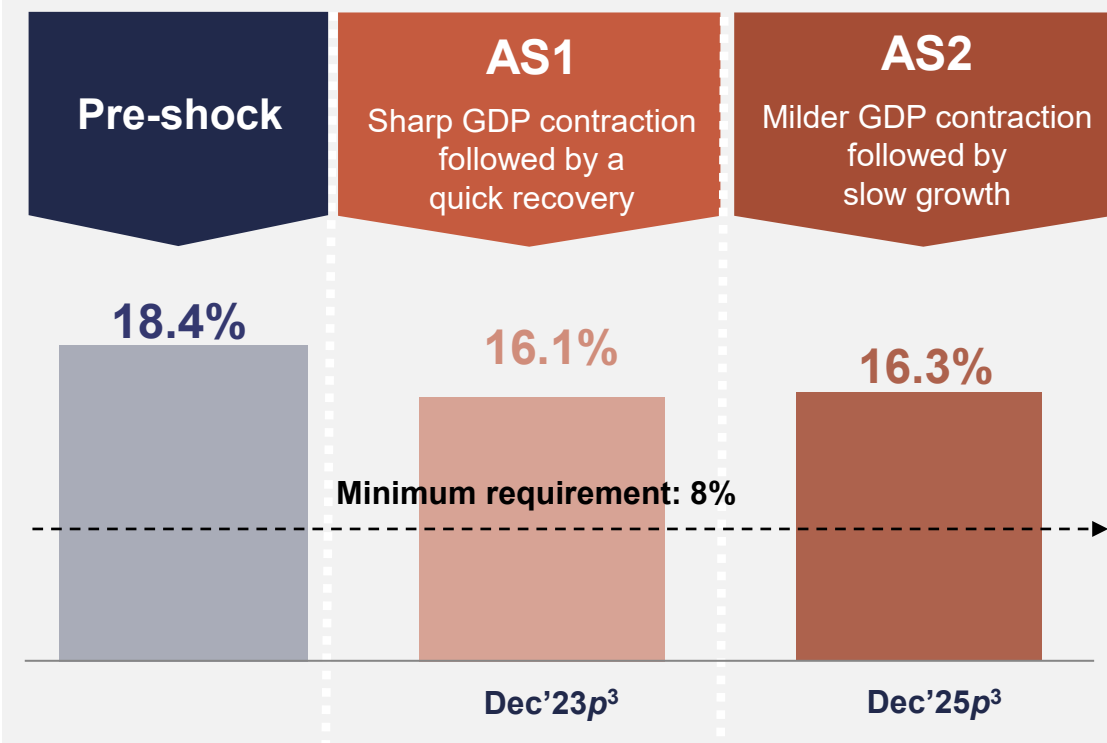 Pre-shock
AS1
Sharp GDP contraction
followed by a
quick recovery
AS2
Milder GDP contraction
followed by
slow growth
18.4%
16.1%
16.3%
Minimum requirement: 8%
Dec’23p³
Dec’25p³